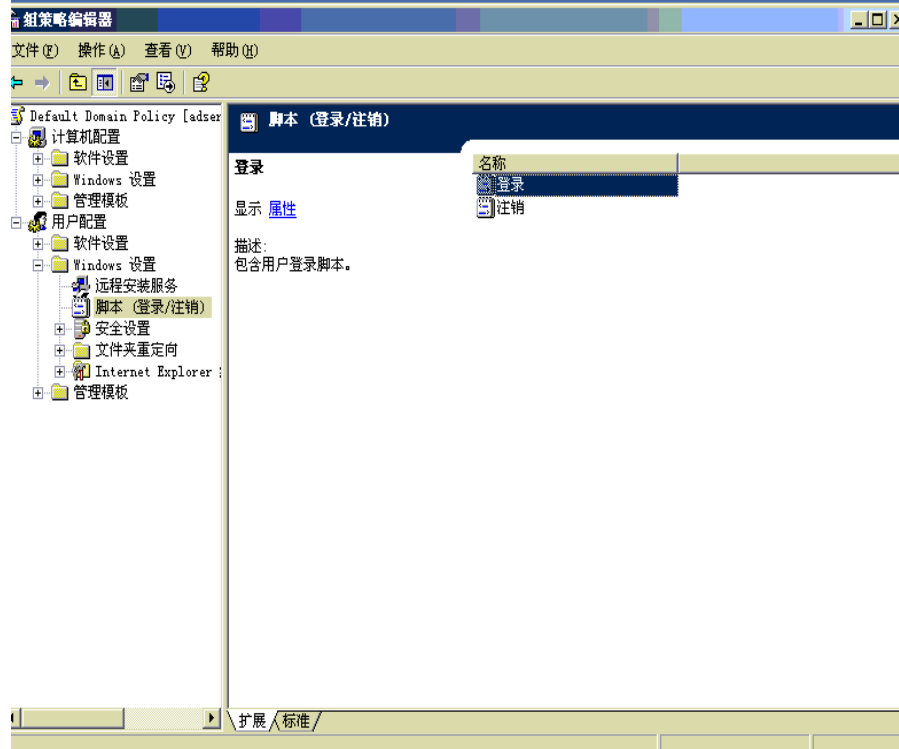 组策略编辑器
文件(F) 操作(A) 查看(V) 帮助(H)
Default Domain Policy [adser
计算机配置
软件设置
Windows 设置
管理模板
用户配置
软件设置
Windows 设置
远程安装服务
脚本 (登录/注销)
安全设置
文件夹重定向
Internet Explorer
管理模板
脚本 (登录/注销)
登录
显示 属性
描述:
包含用户登录脚本。
名称
登录
注销
扩展 标准